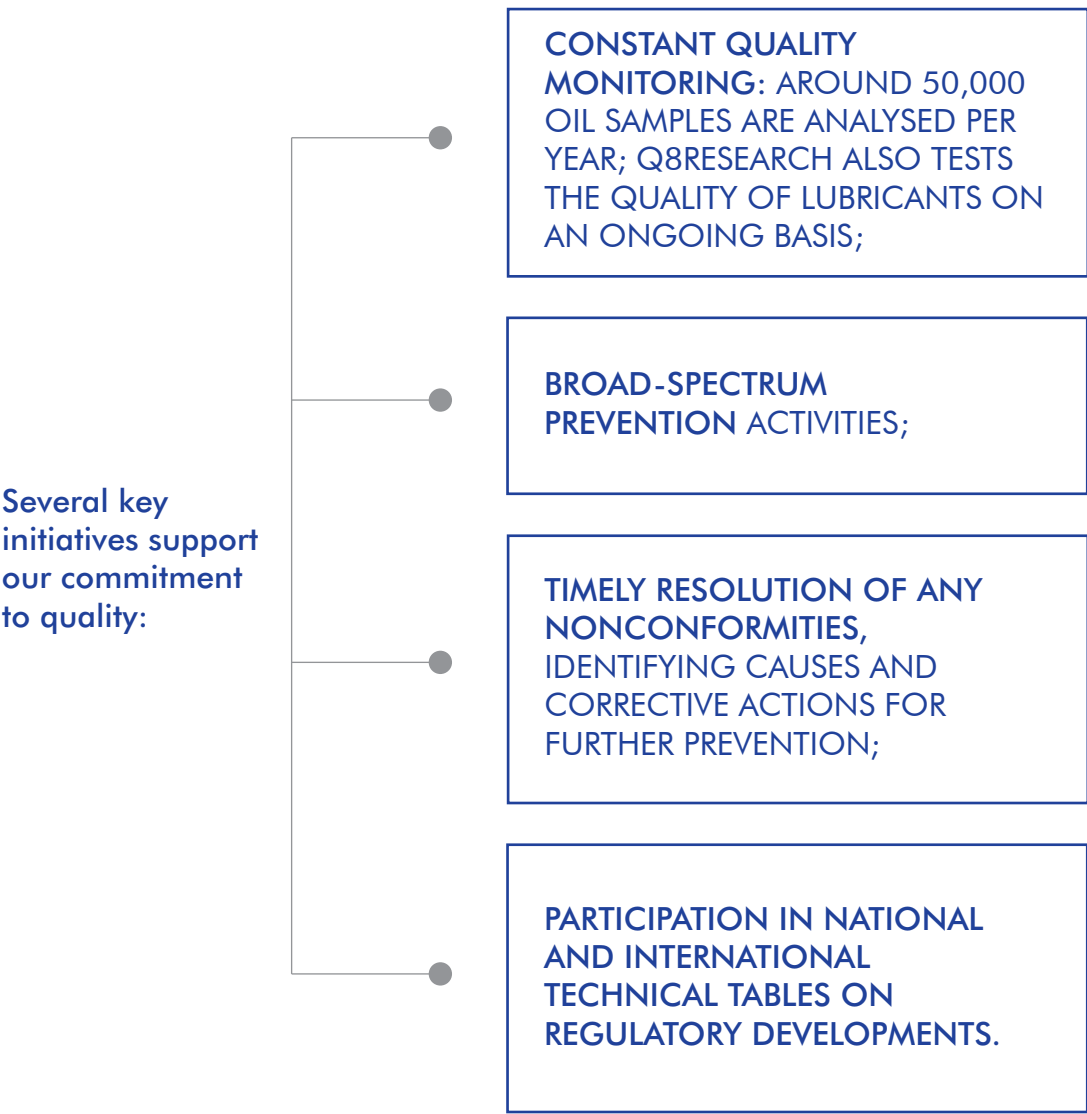 Several key
initiatives support
our commitment
to quality:
CONSTANT QUALITY
MONITORING: AROUND 50,000
OIL SAMPLES ARE ANALYSED PER
YEAR; Q8RESEARCH ALSO TESTS
THE QUALITY OF LUBRICANTS ON
AN ONGOING BASIS;
BROAD-SPECTRUM
PREVENTION ACTIVITIES;
TIMELY RESOLUTION OF ANY
NONCONFORMITIES,
IDENTIFYING CAUSES AND
CORRECTIVE ACTIONS FOR
FURTHER PREVENTION;
PARTICIPATION IN NATIONAL
AND INTERNATIONAL
TECHNICAL TABLES ON
REGULATORY DEVELOPMENTS.